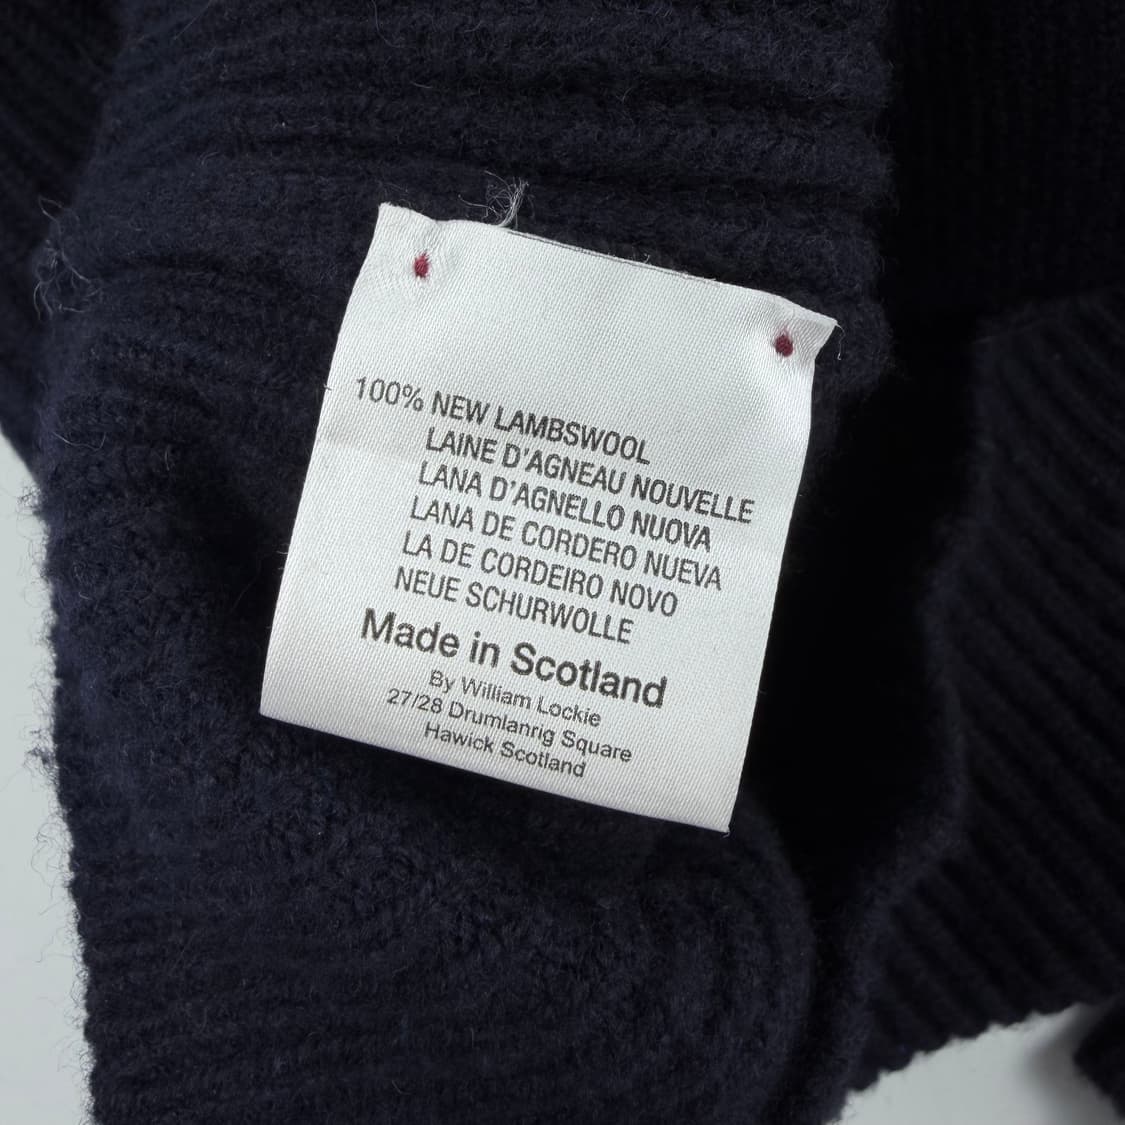 100% NEW LAMBSWOOL
LAINE D'AGNEAU NOUVELLE
LANA D'AGNELLO NUOVA
LANA DE CORDERO NUEVA
LA DE CORDEIRO NOVO
NEUE SCHURWOLLE
Made in Scotland
By William Lockie
27/28 Drumlanrig Square
Hawick Scotland